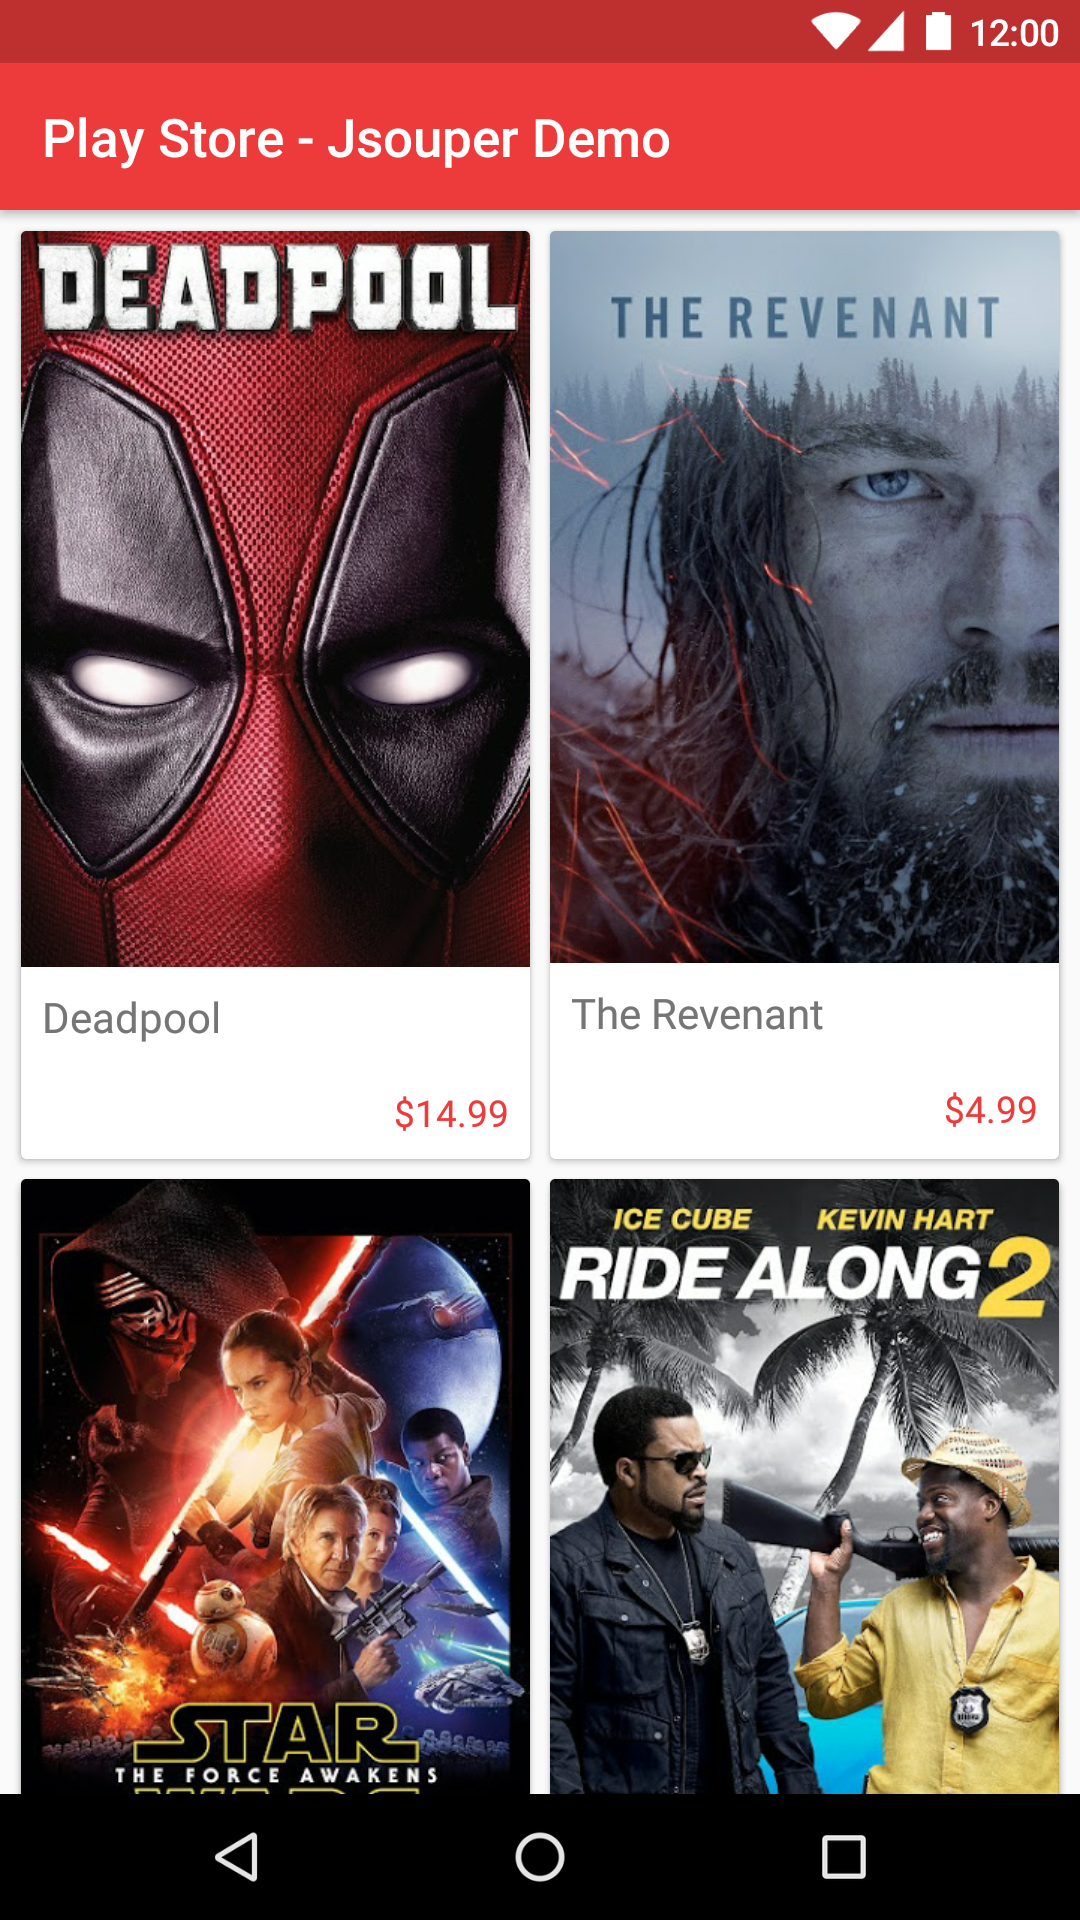 12:00
Play Store - Jsouper Demo
DEADPOOL
THE REVENANT
Deadpool
$14.99
The Revenant
$4.99
STAR
THE FORCE AWAKENS
WARS
ICE CUBE KEVIN HART
RIDE ALONG 2